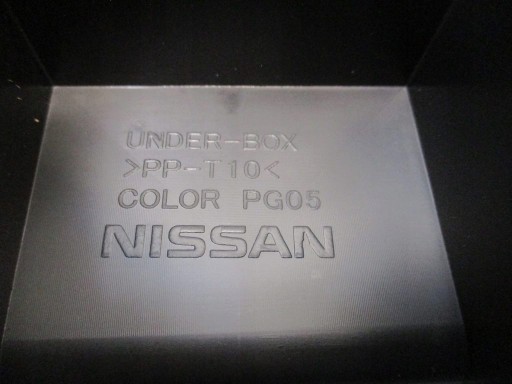 UNDER-BOX
>PP-T10<
COLOR PG05
NISSAN